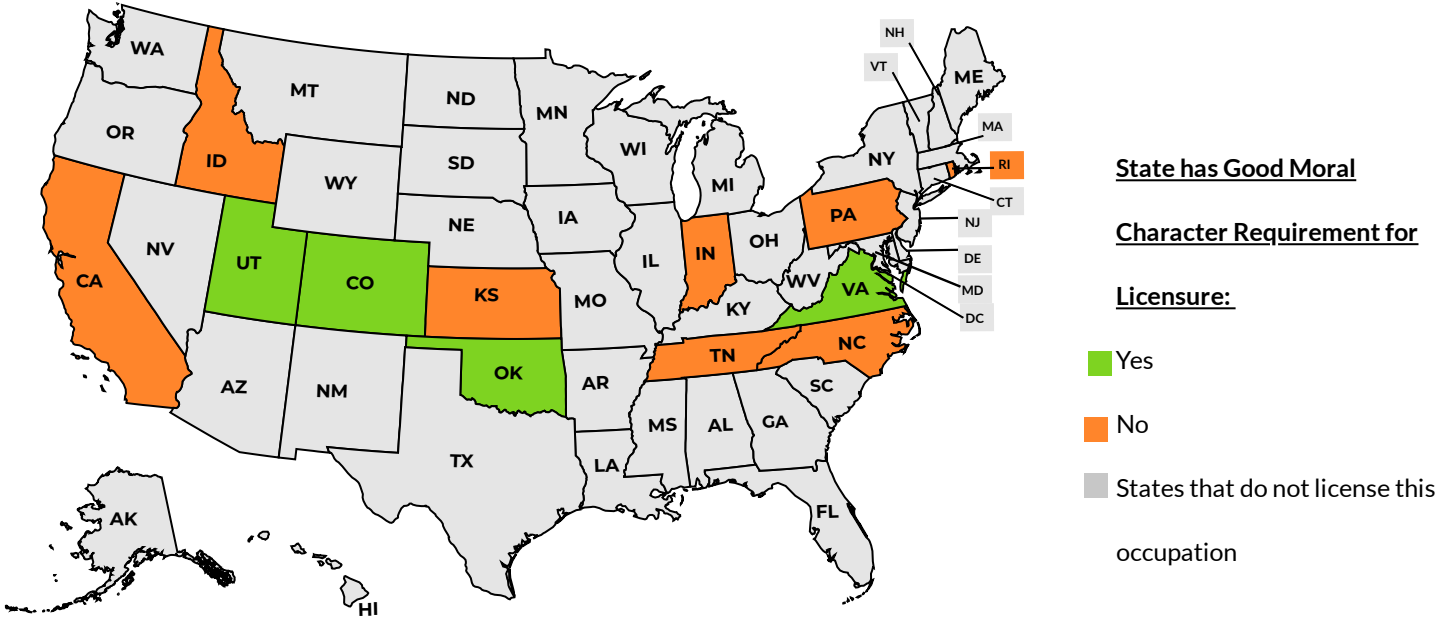 NH
WA
VT
ME
MT
ND
MN
OR
MA
WI
NY
ID
SD
RI
State has Good Moral
WY
MI
CT
PA
IA
NE
NJ
Character Requirement for
NV
OH
IN
UT
IL
DE
CA
CO
WV
VA
MD
KS
MO
Licensure:
KY
DC
NC
TN
Yes
OK
AR
SC
AZ
NM
MS
AL
GA
No
TX
LA
States that do not license this
FL
AK
occupation
HI